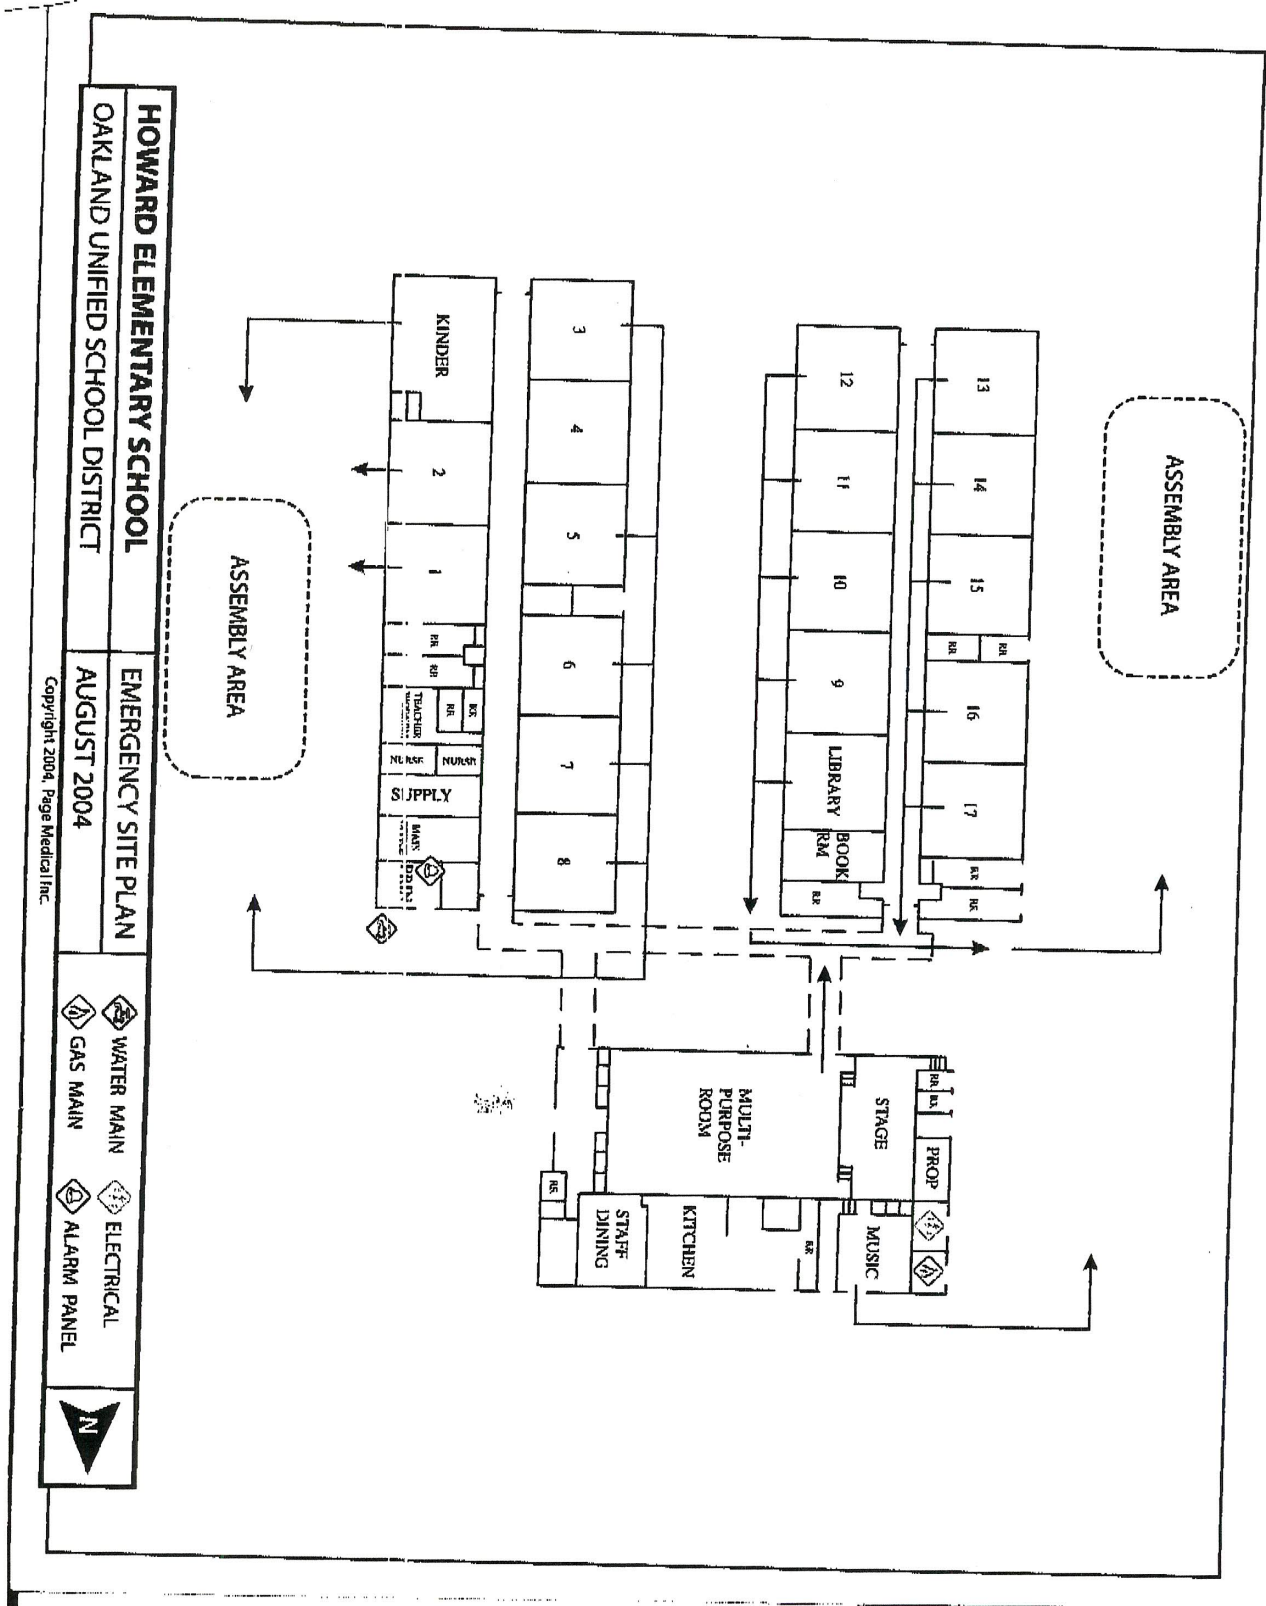 HOWARD ELEMENTARY SCHOOL
OAKLAND UNIFIED SCHOOL DISTRICT
EMERGENCY SITE PLAN
AUGUST 2004
WATER MAIN
ELECTRICAL
GAS MAIN
ALARM PANEL
N
Copyright 2004, Page Medical Inc.
ASSEMBLY AREA
13
14
15
RR
RR
16
17
RR
RR
12
11
10
9
LIBRARY
BOOK
RM
RR
3
4
5
6
7
8
KINDER
2
1
RR
RR
RR
RR
TEACHER
NURSE
NURSE
SUPPLY
MAIN
ASSEMBLY AREA
RR
RR
PROP
STAGE
MUSIC
MULTI-
PURPOSE
ROOM
RR
KITCHEN
STAFF
DINING
RR